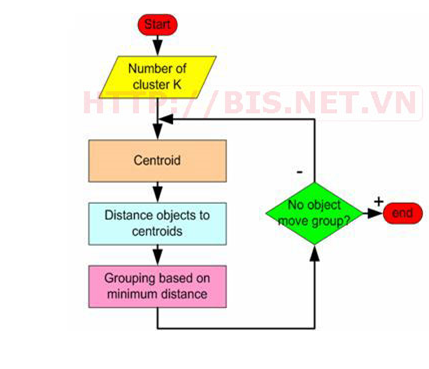 Start
Number of
cluster K
HTTP://BIS.NET.VN
Centroid
Distance objects to
centroids
Grouping based on
minimum distance
-
No object
move group?
+
end